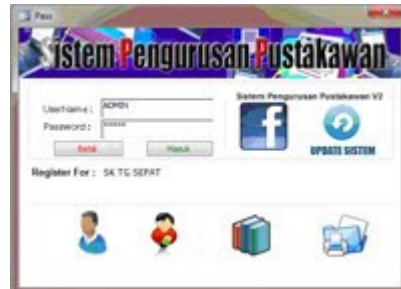 Pass
Sistem Pengurusan Pustakawan
Sistem Pengurusan Pustakawan V2
UserName : ADMIN
Password : *****
Batal Masuk
UPDATE SISTEM
Register For : SK TG SEPAT